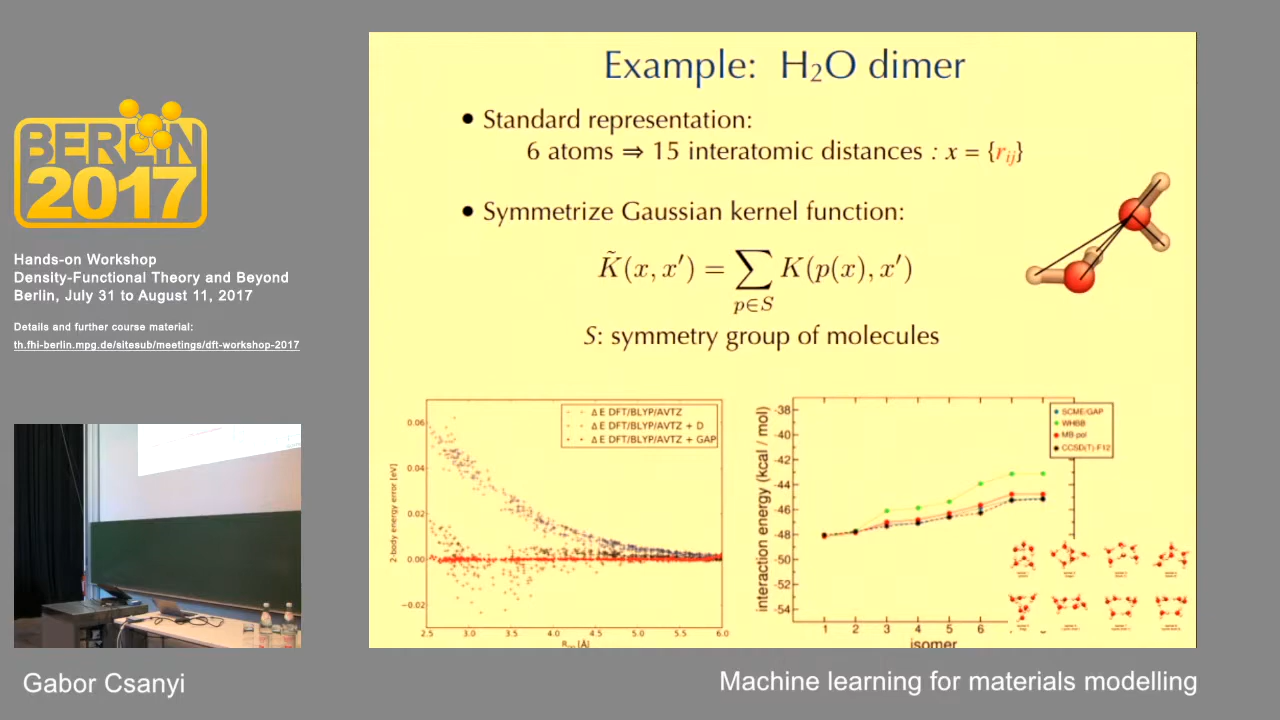 Example: H₂O dimer
• Standard representation:
6 atoms ⇒ 15 interatomic distances : x = {rᵢⱼ}
• Symmetrize Gaussian kernel function:
K̃(x, x′) = ∑ K(p(x), x′)
p∈S
S: symmetry group of molecules
BERLIN
2017
Hands-on Workshop
Density-Functional Theory and Beyond
Berlin, July 31 to August 11, 2017
Details and further course material:
th.fhi-berlin.mpg.de/sitesub/meetings/dft-workshop-2017
Δ E DFT/BLYP/AVTZ
Δ E DFT/BLYP/AVTZ + D
Δ E DFT/BLYP/AVTZ + GAP
2-body energy error [eV]
0.06
0.04
0.02
0.00
−0.02
2.5 3.0 3.5 4.0 4.5 5.0 5.5 6.0
SCME/GAP
WHBB
MB-pol
CCSD(T)-F12
interaction energy (kcal / mol)
-38
-40
-42
-44
-46
-48
-50
-52
-54
1 2 3 4 5 6
isomer
Gabor Csanyi
Machine learning for materials modelling